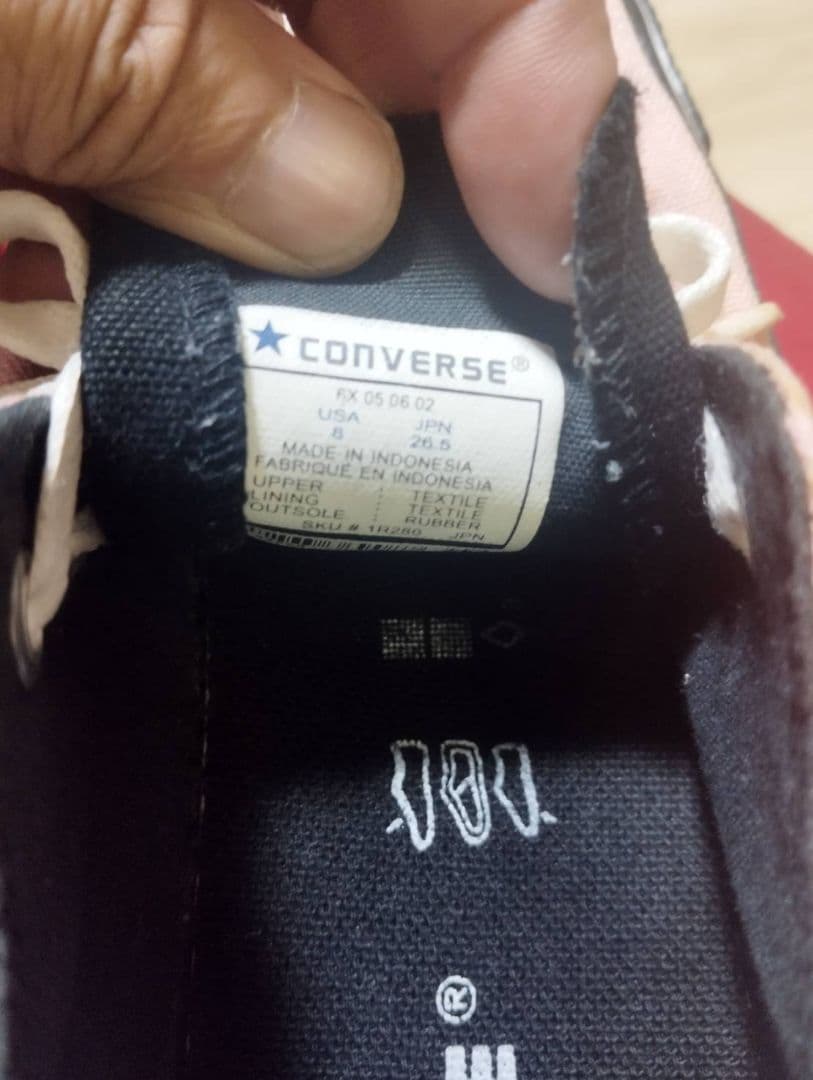 CONVERSE®
6X 05 06 02
USA JPN
8 26.5
MADE IN INDONESIA
FABRIQUÉ EN INDONESIA
UPPER : TEXTILE
LINING : TEXTILE
OUTSOLE : RUBBER
SKU # 1R280 JPN
®